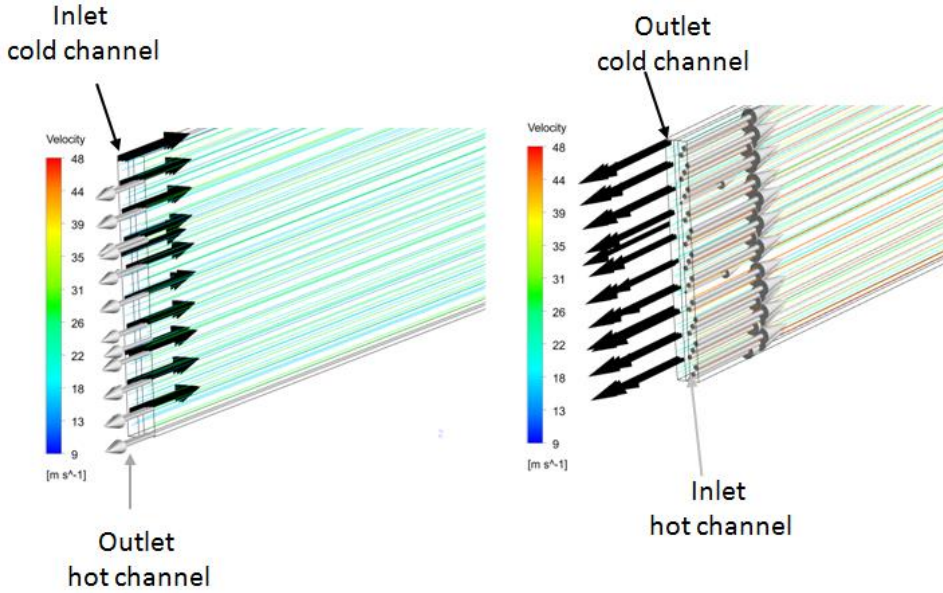 Inlet
cold channel
Velocity
48
44
39
35
31
26
22
18
13
9
[m s^-1]
Outlet
hot channel
z
Outlet
cold channel
Velocity
48
44
39
35
31
26
22
18
13
9
[m s^-1]
Inlet
hot channel